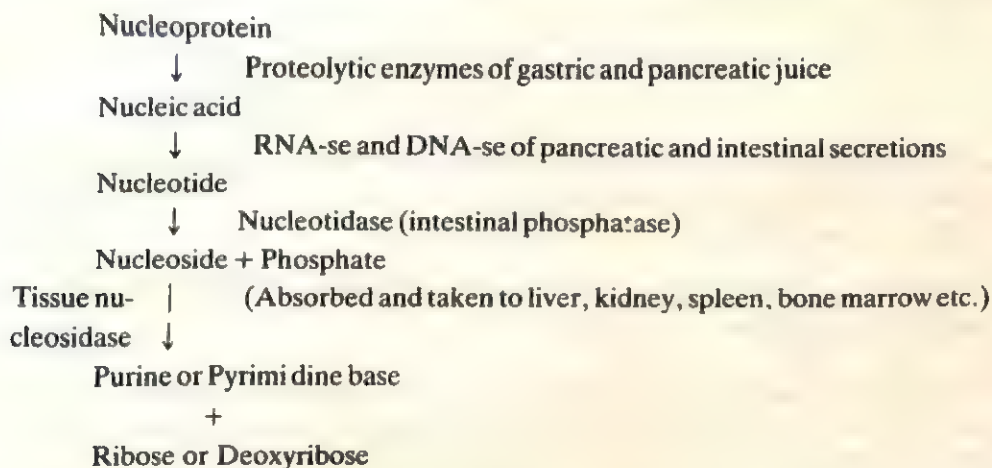 Nucleoprotein
↓ Proteolytic enzymes of gastric and pancreatic juice
Nucleic acid
↓ RNA-se and DNA-se of pancreatic and intestinal secretions
Nucleotide
↓ Nucleotidase (intestinal phosphatase)
Nucleoside + Phosphate
Tissue nu- | (Absorbed and taken to liver, kidney, spleen, bone marrow etc.)
cleosidase ↓
Purine or Pyrimi dine base
+
Ribose or Deoxyribose